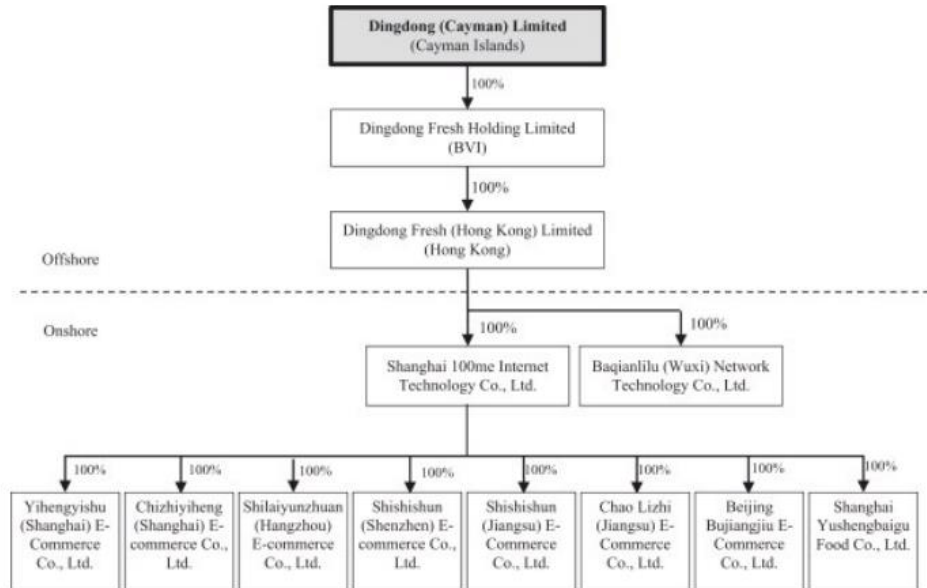 Dingdong (Cayman) Limited
(Cayman Islands)
100%
Dingdong Fresh Holding Limited
(BVI)
100%
Dingdong Fresh (Hong Kong) Limited
(Hong Kong)
Offshore
Onshore
100%
100%
Shanghai 100me Internet
Technology Co., Ltd.
Baqianlilu (Wuxi) Network
Technology Co., Ltd.
100%
100%
100%
100%
100%
100%
100%
100%
Yihengyishu
(Shanghai) E-
Commerce
Co., Ltd.
Chizhiyiheng
(Shanghai) E-
commerce Co.,
Ltd.
Shilaiyunzhuan
(Hangzhou)
E-commerce
Co., Ltd.
Shishishun
(Shenzhen) E-
commerce Co.,
Ltd.
Shishishun
(Jiangsu) E-
Commerce
Co., Ltd.
Chao Lizhi
(Jiangsu) E-
Commerce
Co., Ltd.
Beijing
Bujiangjiu E-
Commerce
Co., Ltd.
Shanghai
Yushengbaigu
Food Co., Ltd.